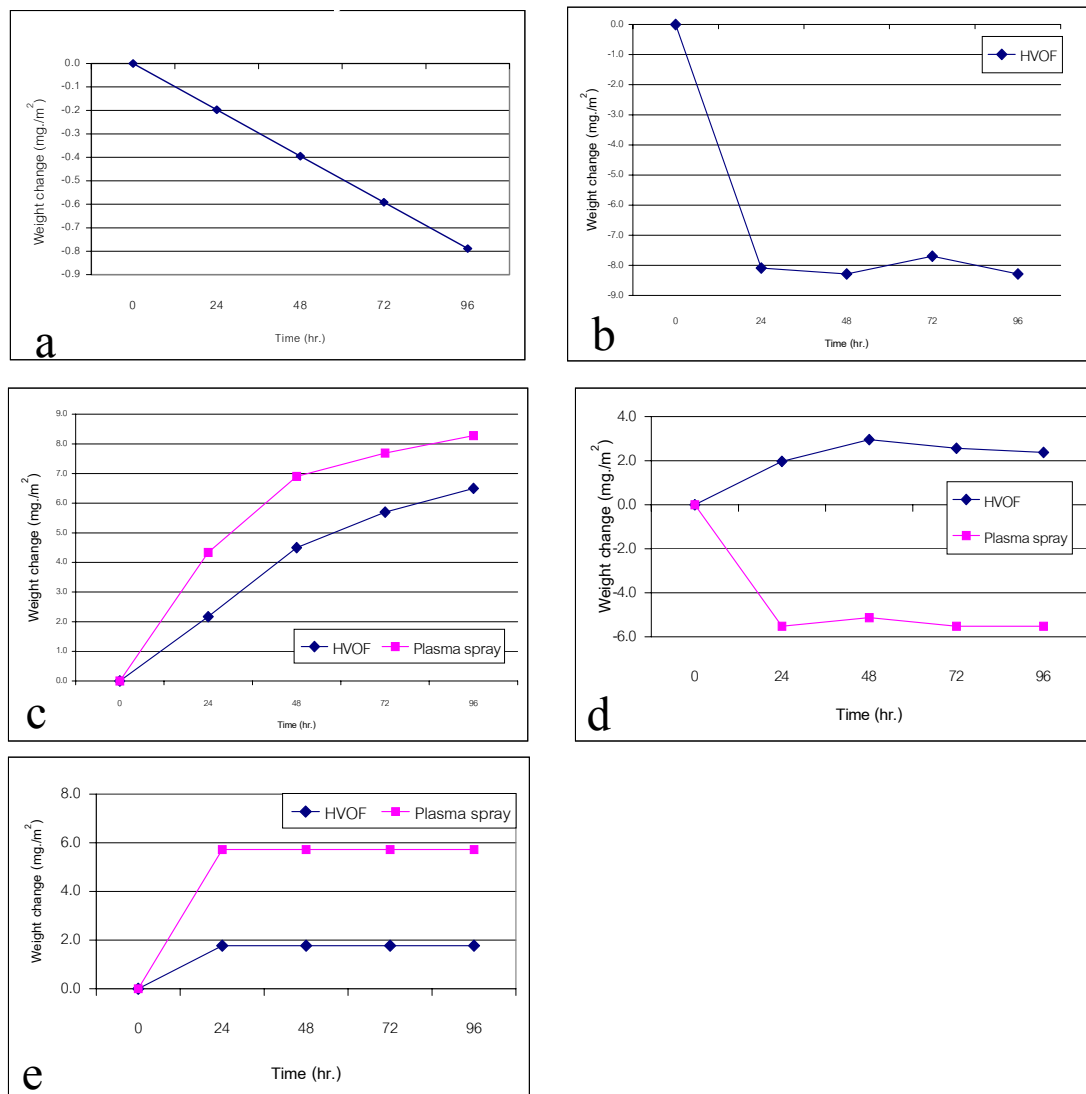 0.0
-0.1
-0.2
-0.3
-0.4
-0.5
-0.6
-0.7
-0.8
-0.9
Weight change (mg./m²)
0 24 48 72 96
Time (hr.)
a
0.0
-1.0
-2.0
-3.0
-4.0
-5.0
-6.0
-7.0
-8.0
-9.0
Weight change (mg./m²)
HVOF
0 24 48 72 96
Time (hr.)
b
9.0
8.0
7.0
6.0
5.0
4.0
3.0
2.0
1.0
0.0
Weight change (mg./m²)
HVOF Plasma spray
0 24 48 72 96
Time (hr.)
c
4.0
2.0
0.0
-2.0
-4.0
-6.0
Weight change (mg./m²)
HVOF
Plasma spray
0 24 48 72 96
Time (hr.)
d
8.0
6.0
4.0
2.0
0.0
Weight change (mg./m²)
HVOF Plasma spray
0 24 48 72 96
Time (hr.)
e